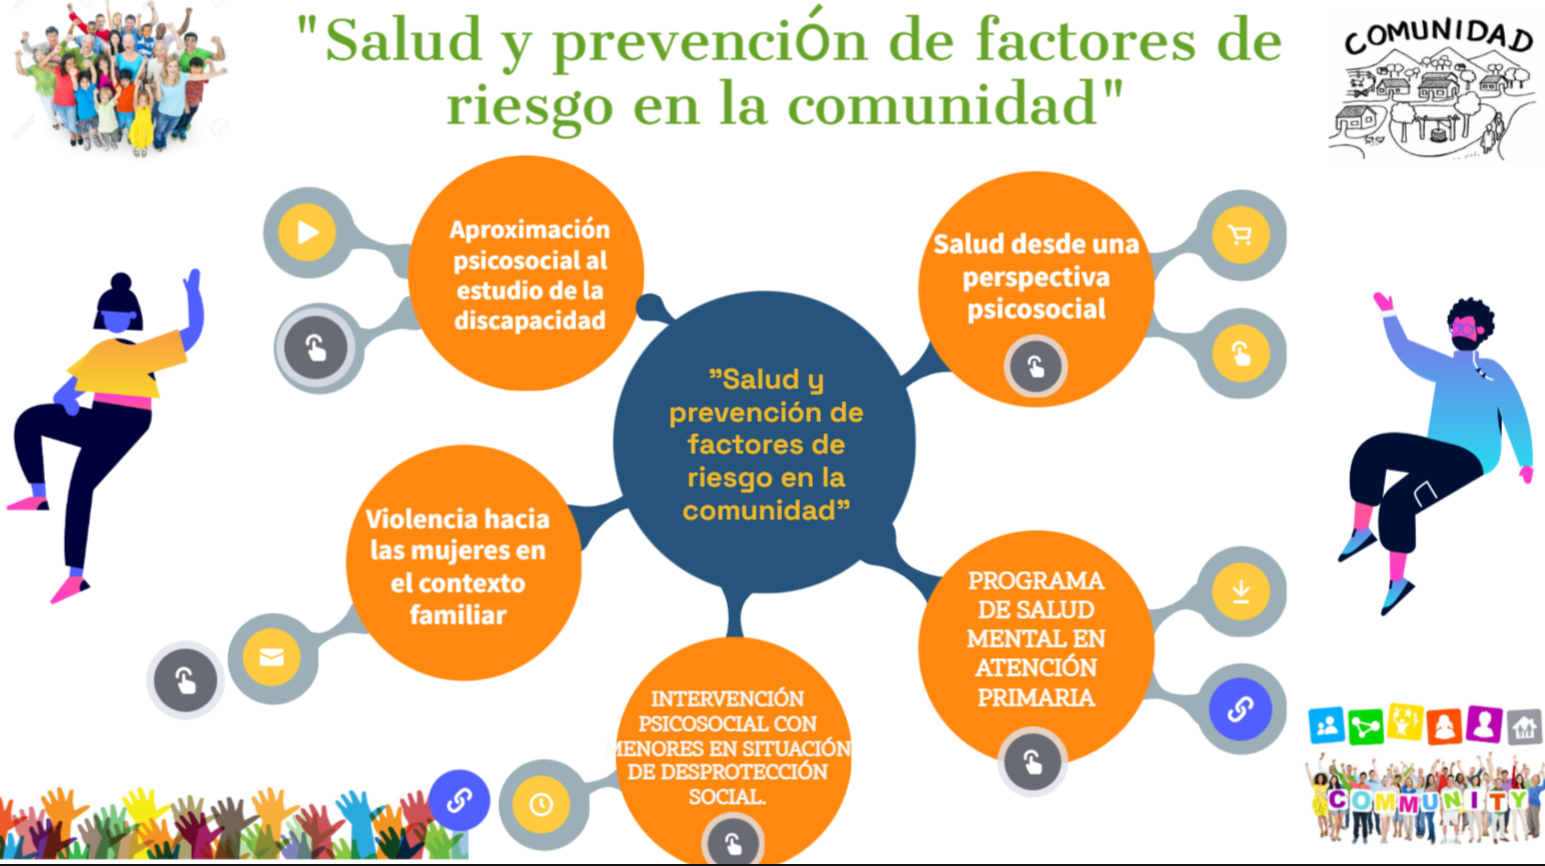 "Salud y prevención de factores de
riesgo en la comunidad"
COMUNIDAD
Aproximación
psicosocial al
estudio de la
discapacidad
Salud desde una
perspectiva
psicosocial
"Salud y
prevención de
factores de
riesgo en la
comunidad"
Violencia hacia
las mujeres en
el contexto
familiar
PROGRAMA
DE SALUD
MENTAL EN
ATENCIÓN
PRIMARIA
INTERVENCIÓN
PSICOSOCIAL CON
MENORES EN SITUACIÓN
DE DESPROTECCIÓN
SOCIAL.
COMMUNITY